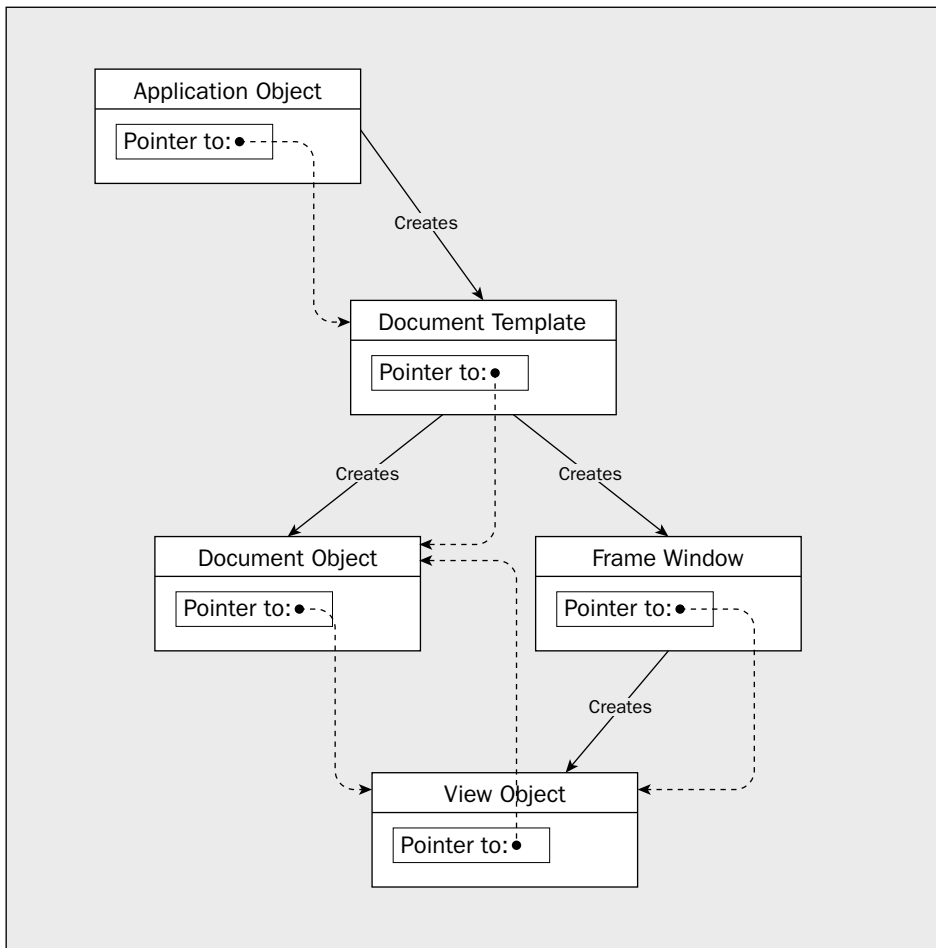 Application Object
Pointer to:
Creates
Document Template
Pointer to:
Creates
Creates
Document Object
Frame Window
Pointer to:
Pointer to:
Creates
View Object
Pointer to: